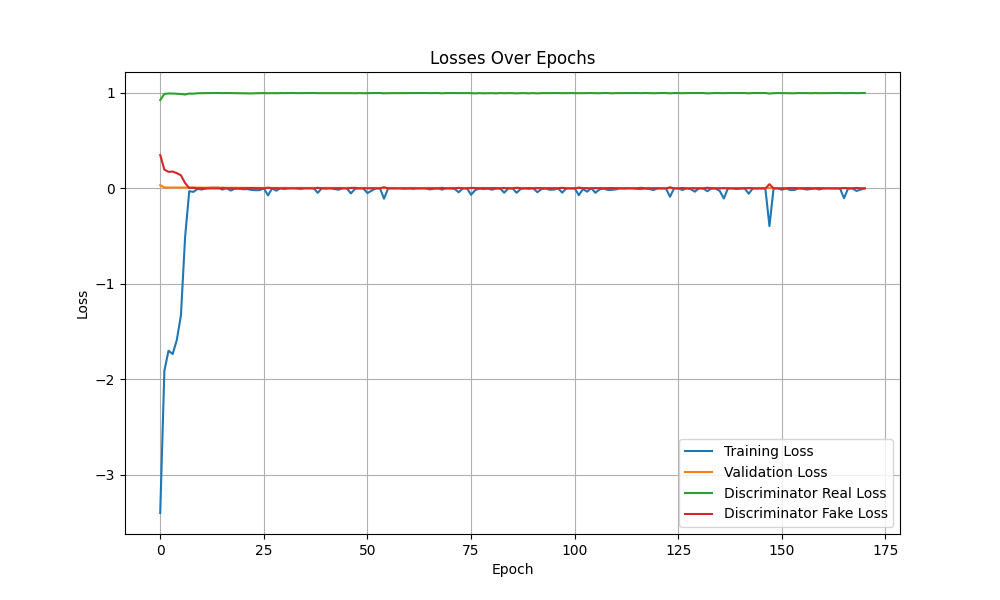 Losses Over Epochs
1
0
−1
−2
−3
Loss
0 25 50 75 100 125 150 175
Epoch
Training Loss
Validation Loss
Discriminator Real Loss
Discriminator Fake Loss